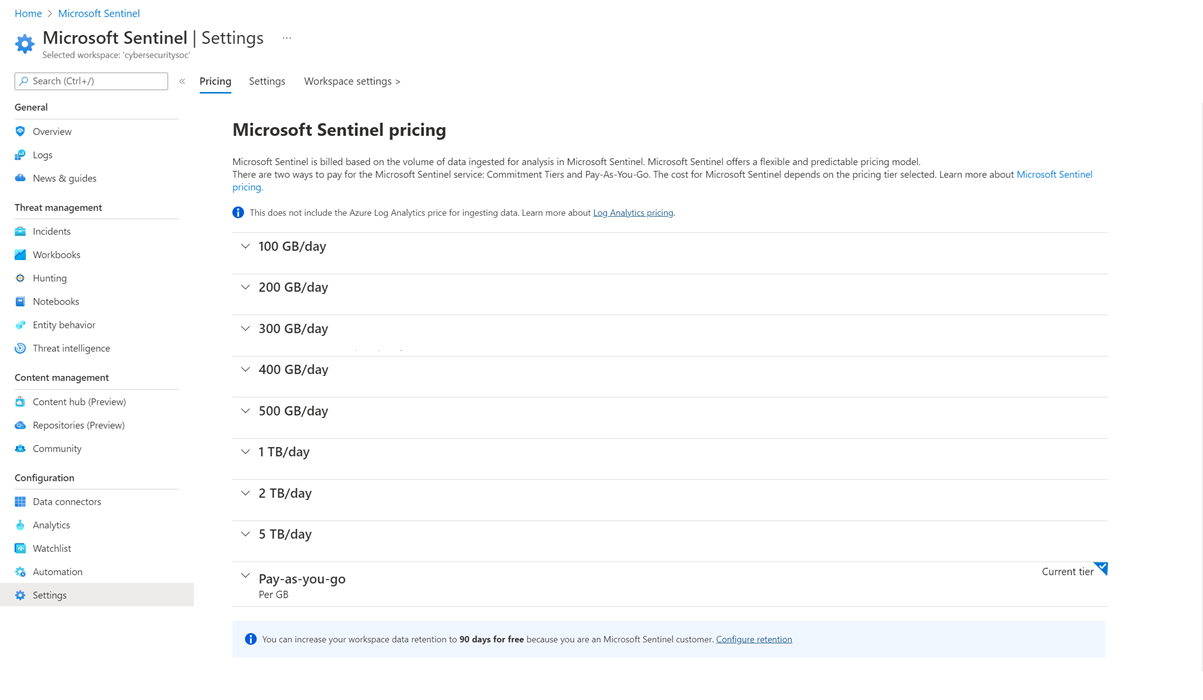 Home > Microsoft Sentinel
Microsoft Sentinel | Settings ...
Selected workspace: 'cybersecuritysoc'
Search (Ctrl+/)
«
Pricing Settings Workspace settings >
General
Overview
Logs
News & guides
Threat management
Incidents
Workbooks
Hunting
Notebooks
Entity behavior
Threat intelligence
Content management
Content hub (Preview)
Repositories (Preview)
Community
Configuration
Data connectors
Analytics
Watchlist
Automation
Settings
Microsoft Sentinel pricing
Microsoft Sentinel is billed based on the volume of data ingested for analysis in Microsoft Sentinel. Microsoft Sentinel offers a flexible and predictable pricing model.
There are two ways to pay for the Microsoft Sentinel service: Commitment Tiers and Pay-As-You-Go. The cost for Microsoft Sentinel depends on the pricing tier selected. Learn more about Microsoft Sentinel
pricing.
This does not include the Azure Log Analytics price for ingesting data. Learn more about Log Analytics pricing.
100 GB/day
200 GB/day
300 GB/day
400 GB/day
500 GB/day
1 TB/day
2 TB/day
5 TB/day
Pay-as-you-go
Per GB
Current tier
You can increase your workspace data retention to 90 days for free because you are an Microsoft Sentinel customer. Configure retention